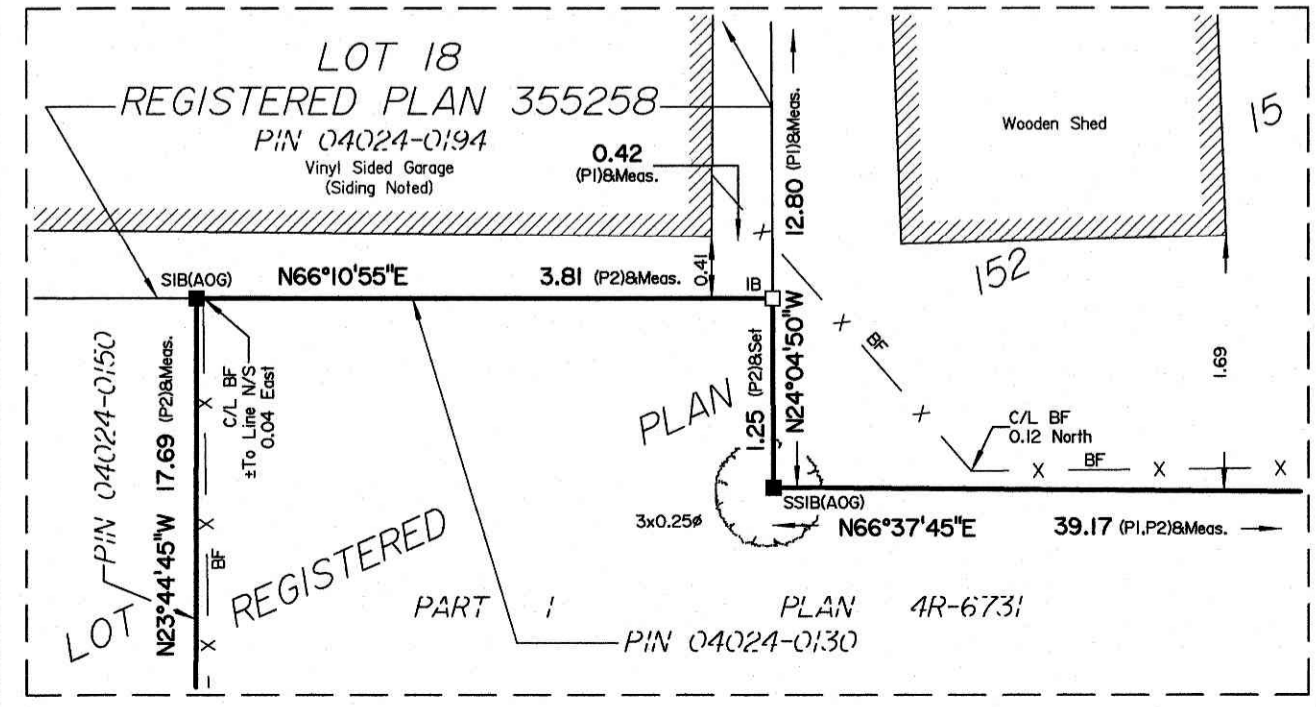 LOT 18
REGISTERED PLAN 355258
PIN 04024-0194
Vinyl Sided Garage
(Siding Noted)
0.42
(P1)&Meas.
12.80 (P1)&Meas.
Wooden Shed
15
152
SIB(AOG)
N66°10'55"E
3.81 (P2)&Meas.
0.41
IB
N24°04'50"W
1.25 (P2)&Set
BF
1.69
PIN 04024-0150
N23°44'45"W 17.69 (P2)&Meas.
C/L BF
±To Line N/S
0.04 East
BF
PLAN
C/L BF
0.12 North
BF
SSIB(AOG)
3x0.25ø
N66°37'45"E
39.17 (P1,P2)&Meas.
LOT
REGISTERED
PART 1
PLAN 4R-6731
PIN 04024-0130